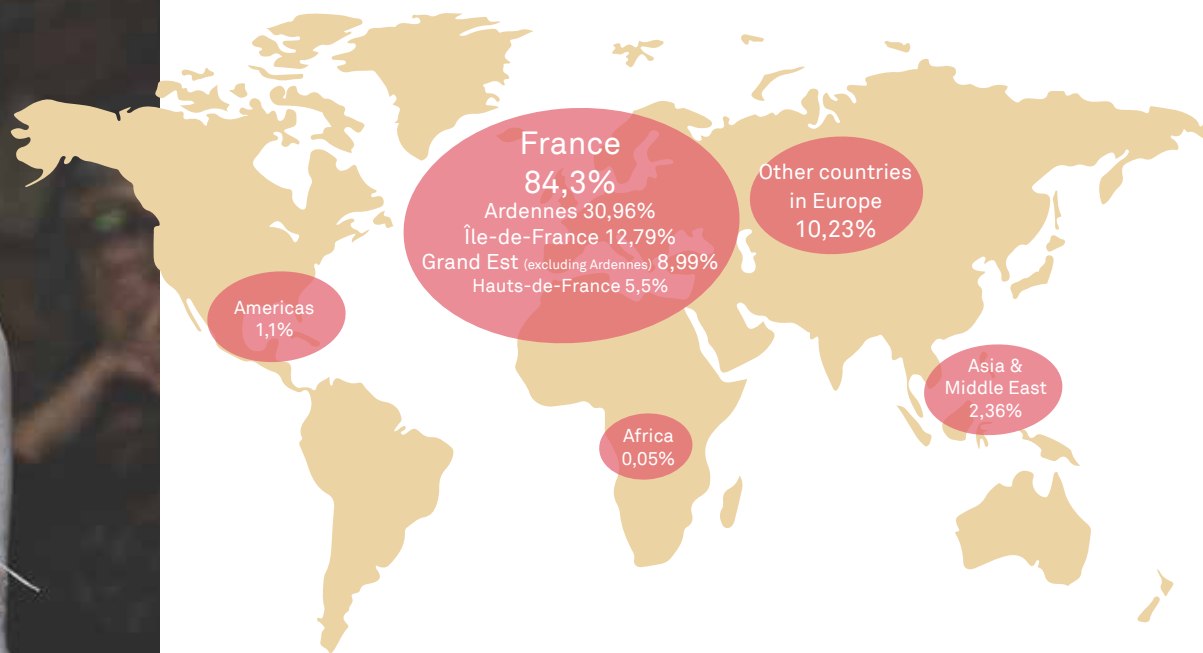 France
84,3%
Ardennes 30,96%
Île-de-France 12,79%
Grand Est (excluding Ardennes) 8,99%
Hauts-de-France 5,5%
Other countries
in Europe
10,23%
Americas
1,1%
Asia &
Middle East
2,36%
Africa
0,05%